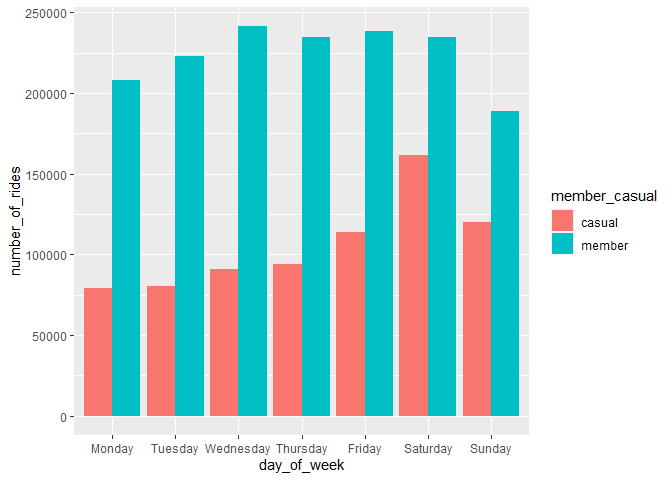 250000
200000
150000
100000
50000
0
number_of_rides
Monday Tuesday Wednesday Thursday Friday Saturday Sunday
day_of_week
member_casual
casual
member